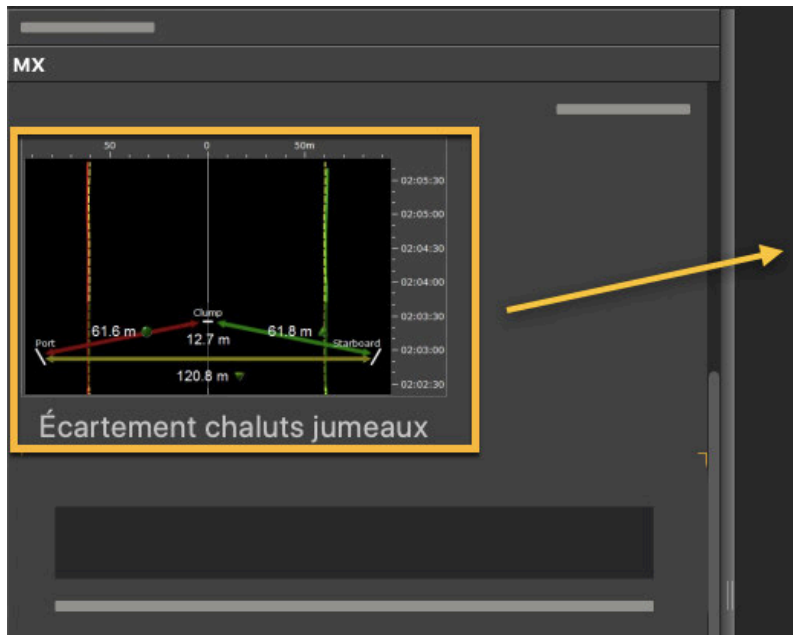 MX
50 0 50m
02:05:30
02:05:00
02:04:30
02:04:00
Clump
02:03:30
61.6 m 61.8 m
12.7 m
Port Starboard
02:03:00
120.8 m
02:02:30
Écartement chaluts jumeaux